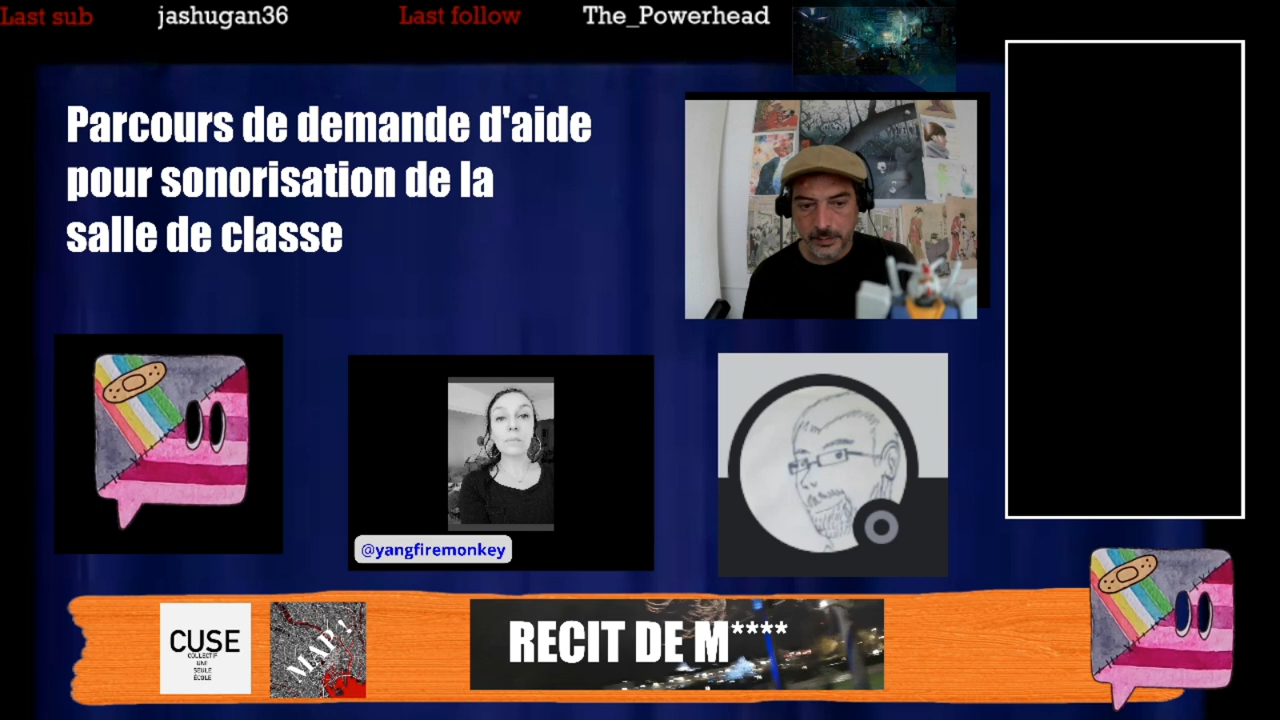 Last sub jashugan36 Last follow The_Powerhead
Parcours de demande d'aide
pour sonorisation de la
salle de classe
@yangfiremonkey
CUSE
COLLECTIF
UNE
SEULE
ÉCOLE
MAP !
RECIT DE M****